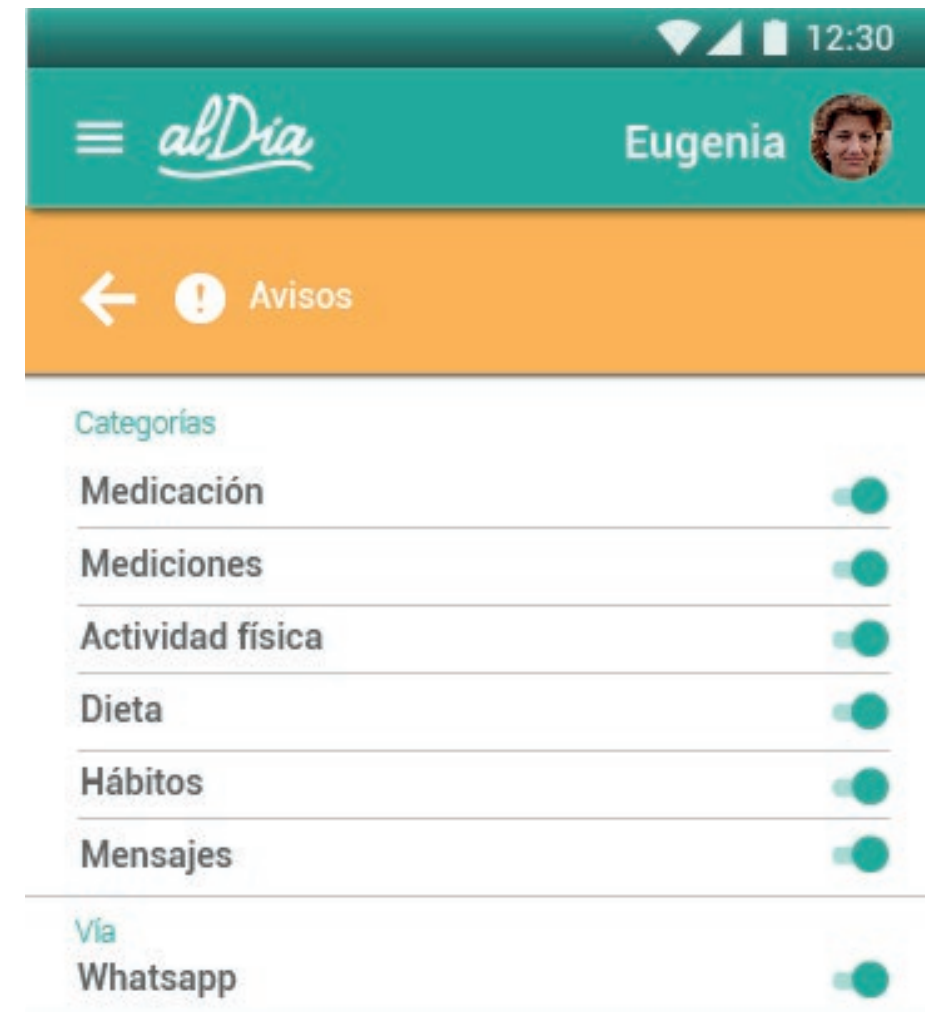 12:30
alDía
Eugenia
Avisos
Categorías
Medicación
Mediciones
Actividad física
Dieta
Hábitos
Mensajes
Vía
Whatsapp